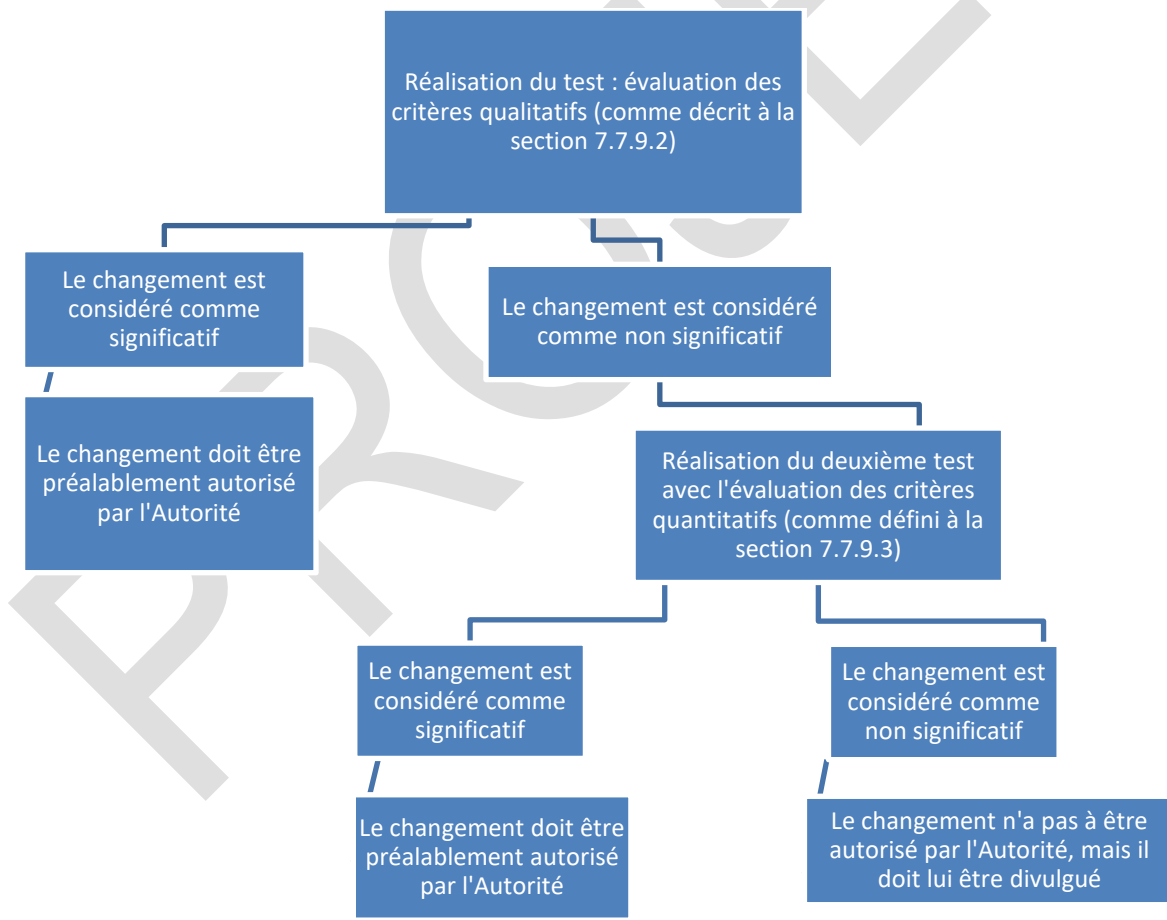 Réalisation du test : évaluation des
critères qualitatifs (comme décrit à la
section 7.7.9.2)
Le changement est
considéré comme
significatif
Le changement est considéré
comme non significatif
Le changement doit être
préalablement autorisé
par l'Autorité
Réalisation du deuxième test
avec l'évaluation des critères
quantitatifs (comme défini à la
section 7.7.9.3)
Le changement est
considéré comme
significatif
Le changement est
considéré comme
non significatif
Le changement doit être
préalablement autorisé
par l'Autorité
Le changement n'a pas à être
autorisé par l'Autorité, mais il
doit lui être divulgué